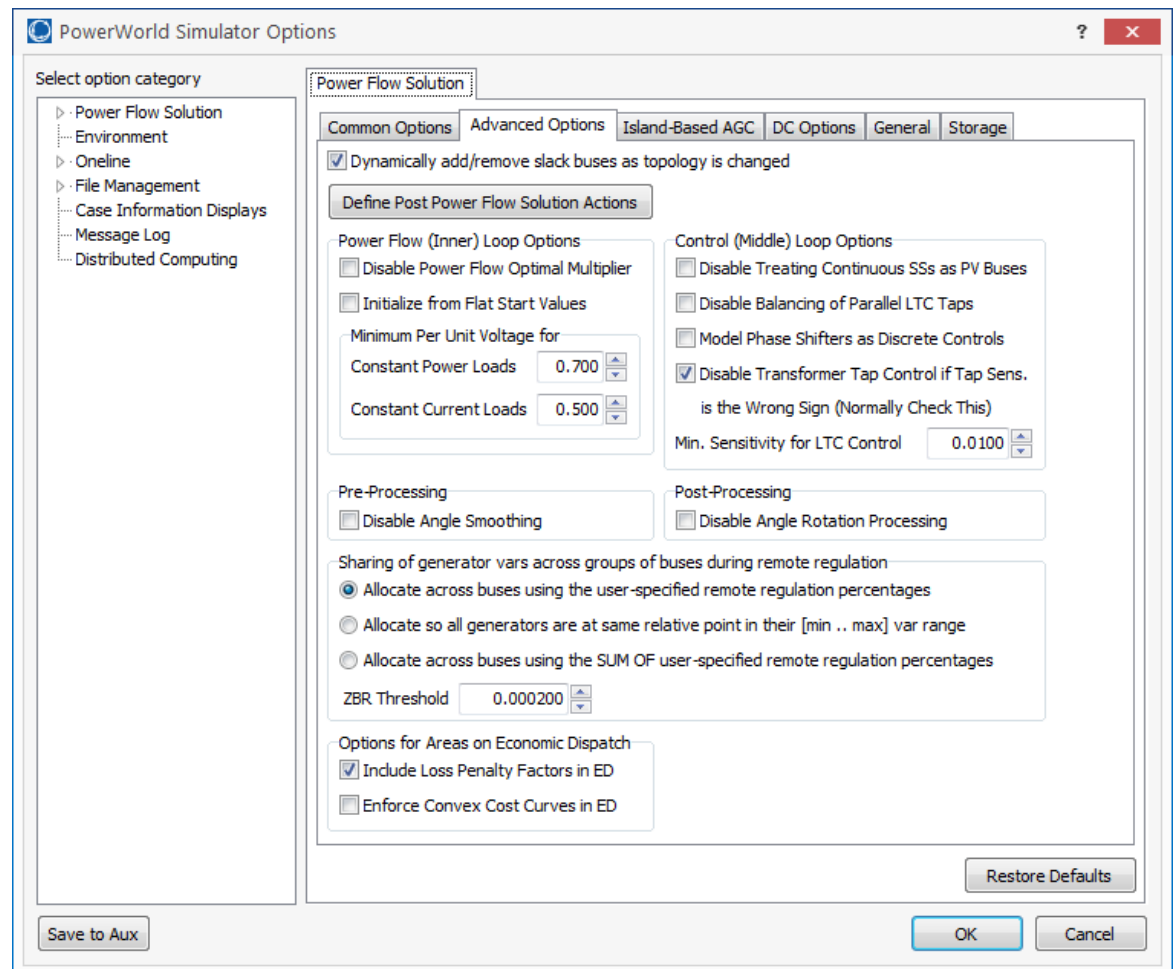 PowerWorld Simulator Options
?
Select option category
Power Flow Solution
Environment
Oneline
File Management
Case Information Displays
Message Log
Distributed Computing
Power Flow Solution
Common Options Advanced Options Island-Based AGC DC Options General Storage
Dynamically add/remove slack buses as topology is changed
Define Post Power Flow Solution Actions
Power Flow (Inner) Loop Options
Disable Power Flow Optimal Multiplier
Initialize from Flat Start Values
Minimum Per Unit Voltage for
Constant Power Loads 0.700
Constant Current Loads 0.500
Control (Middle) Loop Options
Disable Treating Continuous SSs as PV Buses
Disable Balancing of Parallel LTC Taps
Model Phase Shifters as Discrete Controls
Disable Transformer Tap Control if Tap Sens.
is the Wrong Sign (Normally Check This)
Min. Sensitivity for LTC Control 0.0100
Pre-Processing
Disable Angle Smoothing
Post-Processing
Disable Angle Rotation Processing
Sharing of generator vars across groups of buses during remote regulation
Allocate across buses using the user-specified remote regulation percentages
Allocate so all generators are at same relative point in their [min .. max] var range
Allocate across buses using the SUM OF user-specified remote regulation percentages
ZBR Threshold 0.000200
Options for Areas on Economic Dispatch
Include Loss Penalty Factors in ED
Enforce Convex Cost Curves in ED
Restore Defaults
Save to Aux
OK
Cancel